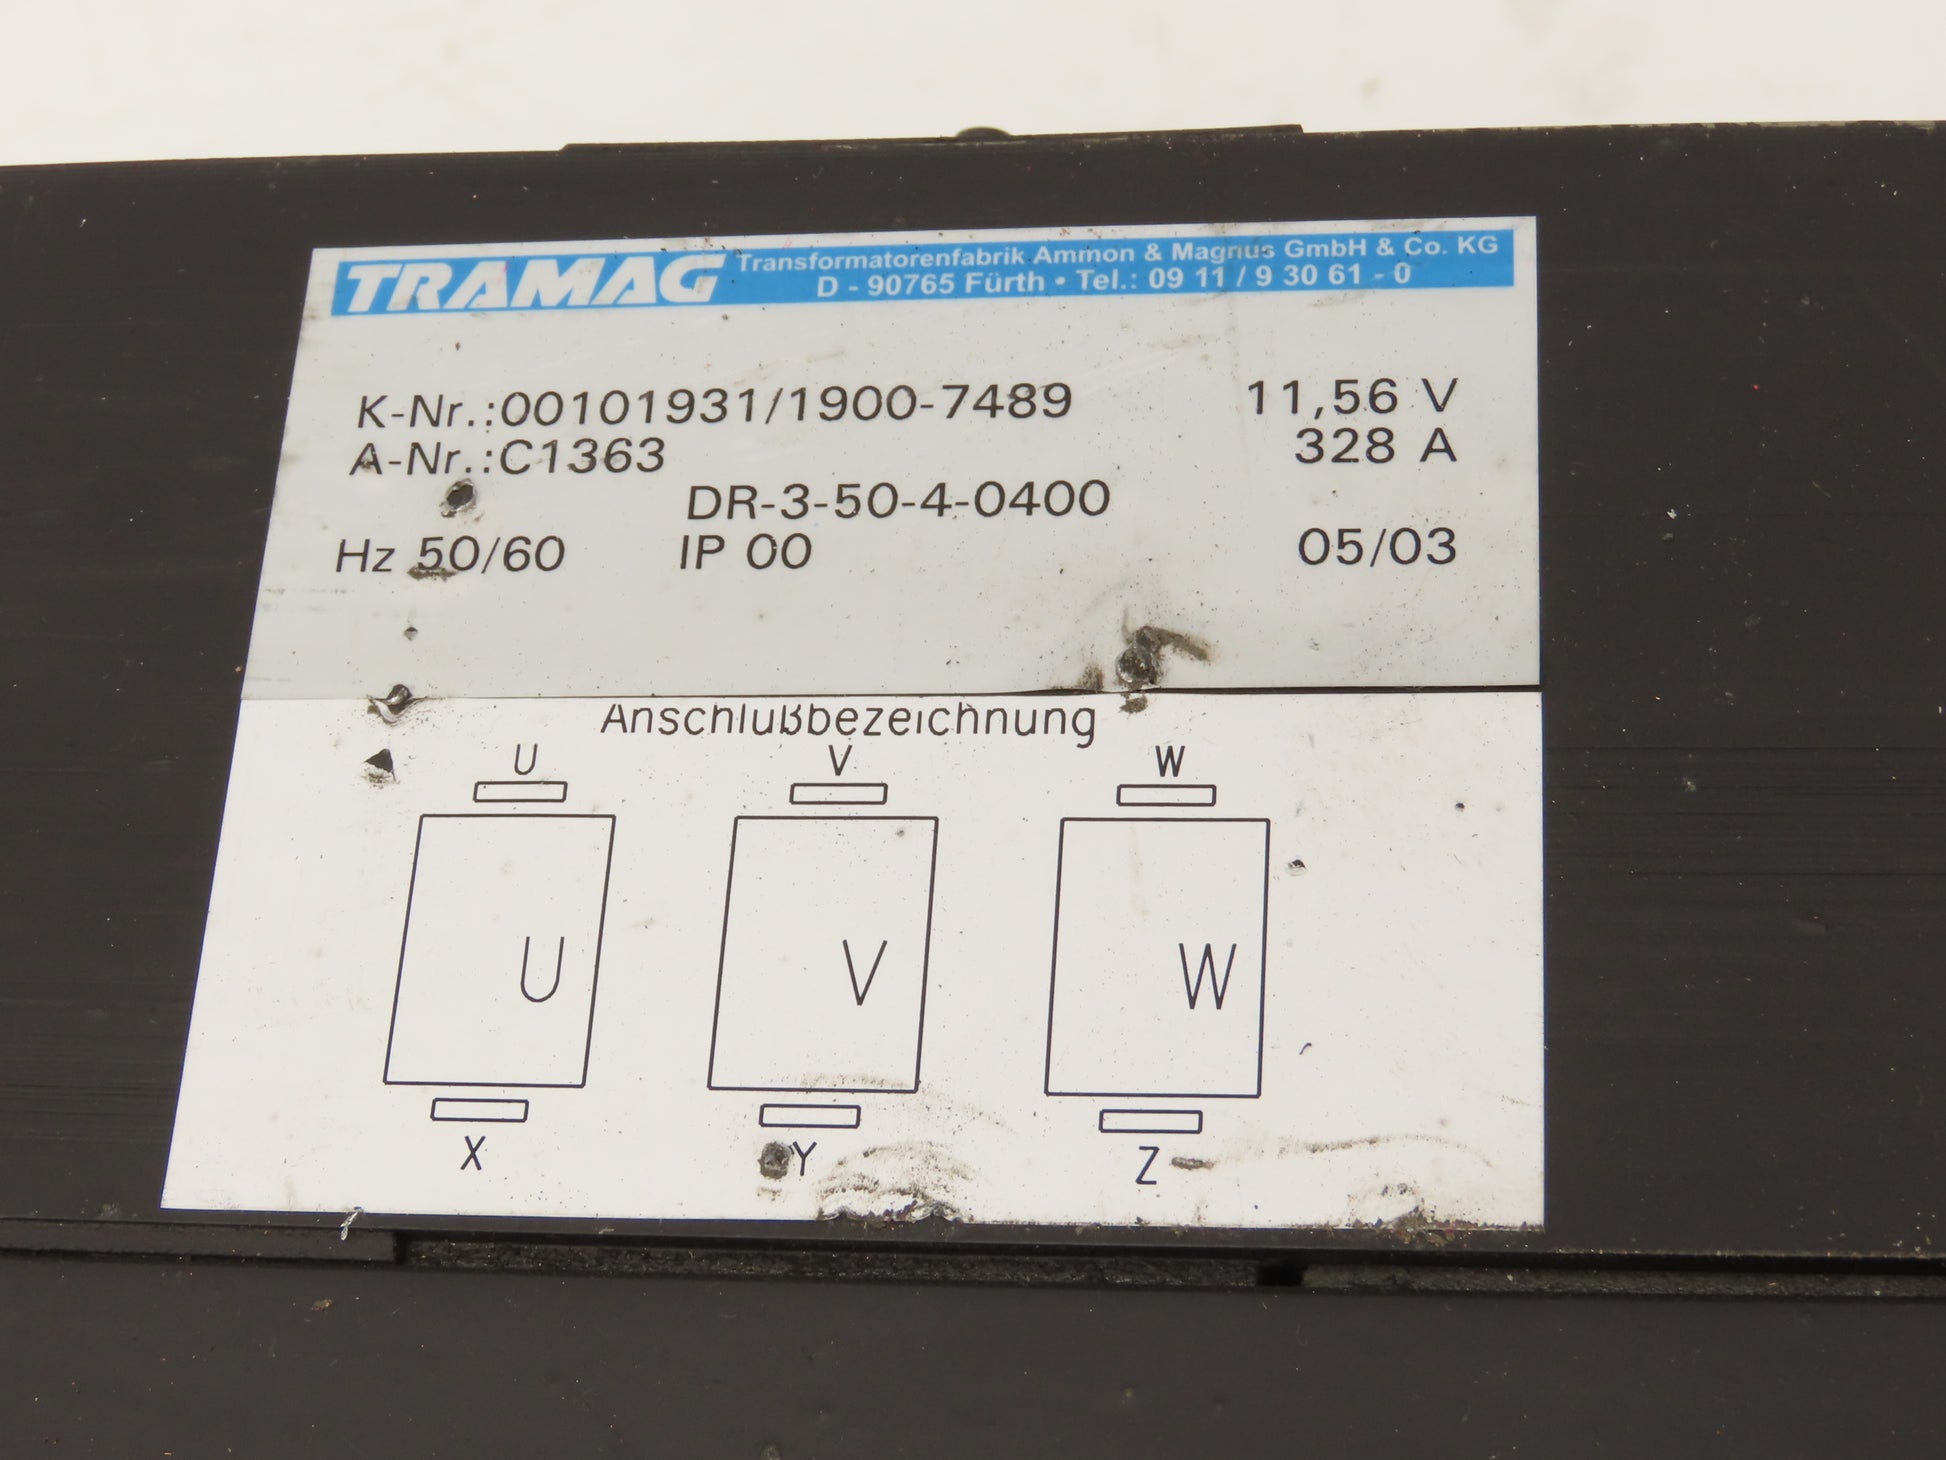 TRAMAG Transformatorenfabrik Ammon & Magnus GmbH & Co. KG
D - 90765 Fürth • Tel.: 09 11 / 9 30 61 - 0
K-Nr.:00101931/1900-7489 11,56 V
A-Nr.:C1363 328 A
DR-3-50-4-0400
Hz 50/60 IP 00 05/03
Anschlußbezeichnung
U V W
U V W
X Y Z